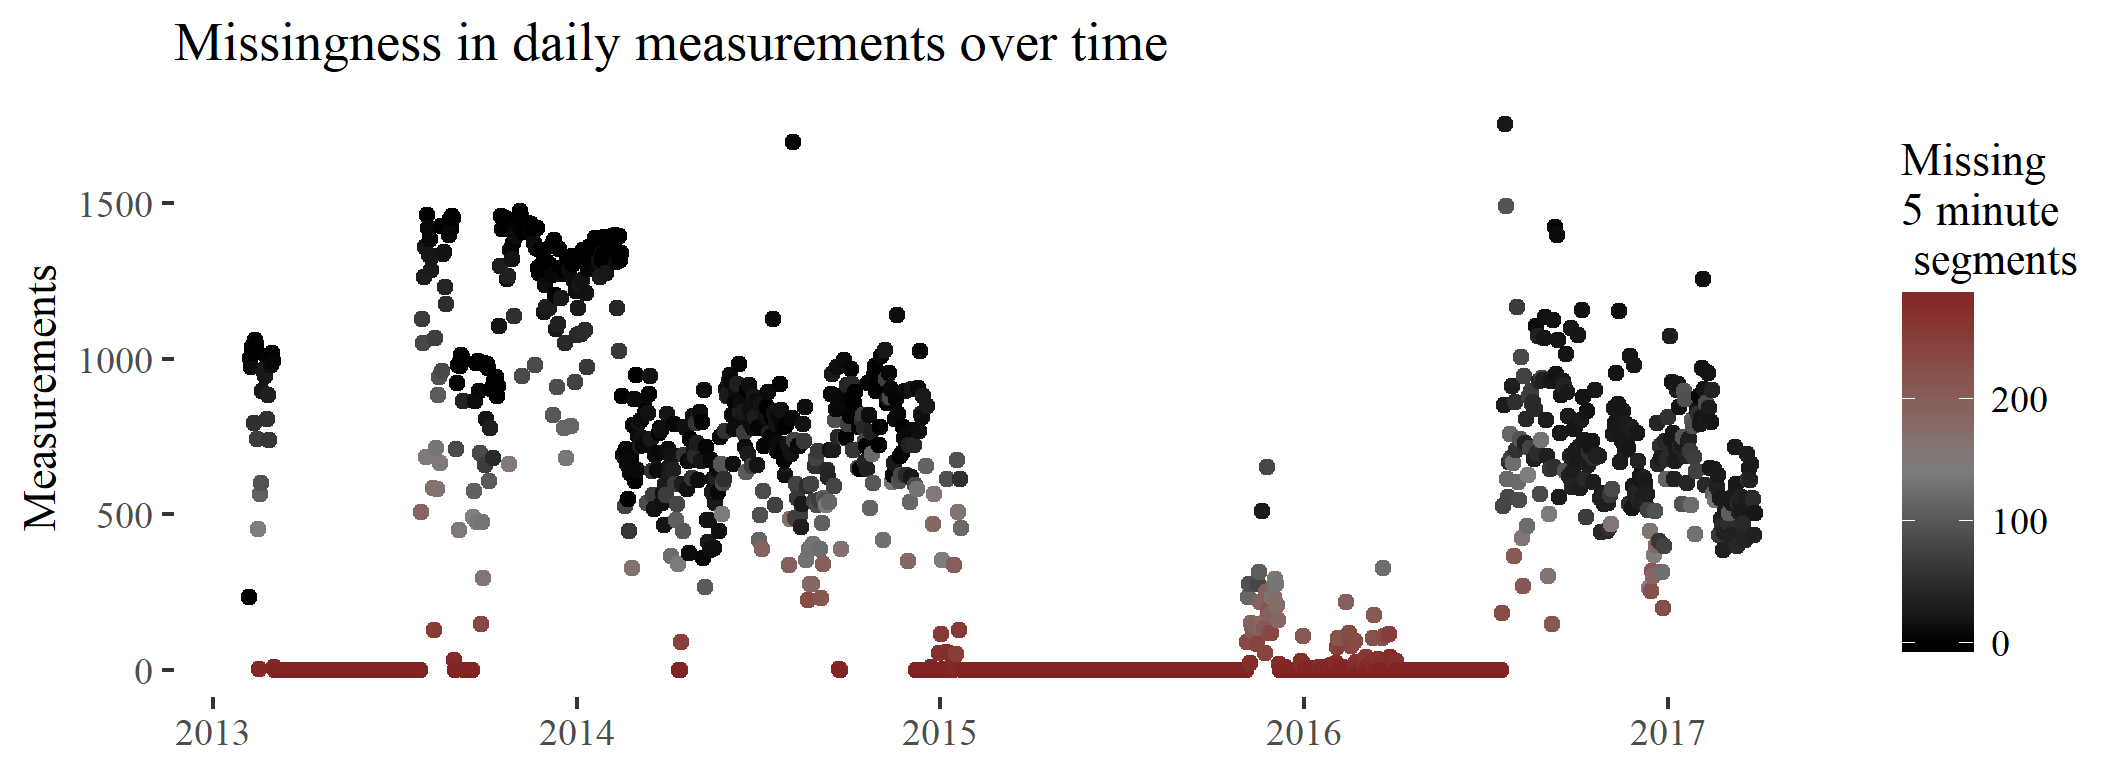 Missingness in daily measurements over time
Measurements
1500
1000
500
0
2013
2014
2015
2016
2017
Missing
5 minute
segments
200
100
0